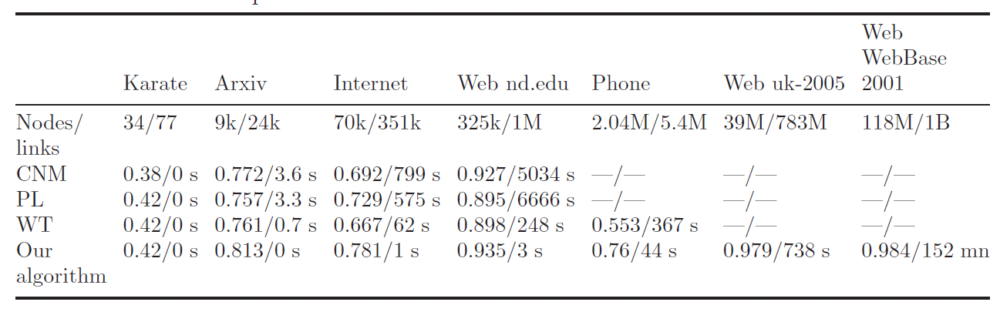 Web
WebBase
Karate Arxiv Internet Web nd.edu Phone Web uk-2005 2001
Nodes/ 34/77 9k/24k 70k/351k 325k/1M 2.04M/5.4M 39M/783M 118M/1B
links
CNM 0.38/0 s 0.772/3.6 s 0.692/799 s 0.927/5034 s —/— —/— —/—
PL 0.42/0 s 0.757/3.3 s 0.729/575 s 0.895/6666 s —/— —/— —/—
WT 0.42/0 s 0.761/0.7 s 0.667/62 s 0.898/248 s 0.553/367 s —/— —/—
Our 0.42/0 s 0.813/0 s 0.781/1 s 0.935/3 s 0.76/44 s 0.979/738 s 0.984/152 mn
algorithm